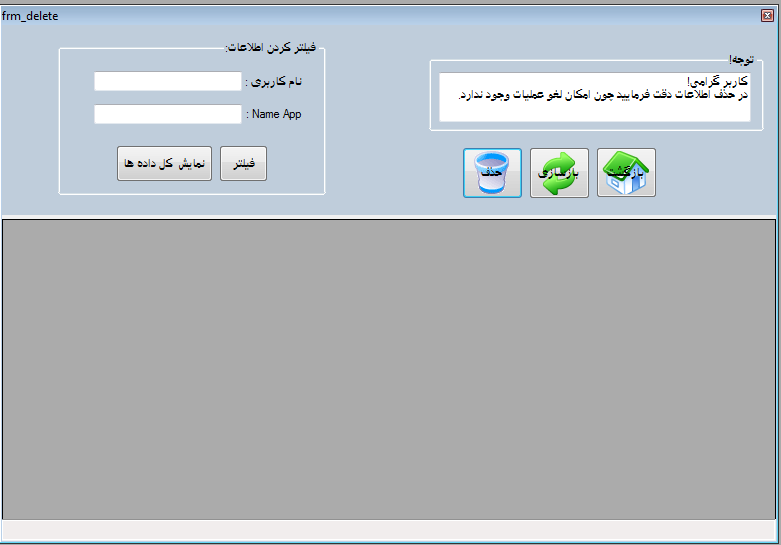 frm_delete
توجه!
کاربر گرامی!
در حذف اطلاعات دقت فرمایید چون امکان لغو عملیات وجود ندارد.
بازگشت
بازسازی
حذف
فیلتر کردن اطلاعات:
نام کاربری :
Name App :
فیلتر
نمایش کل داده ها